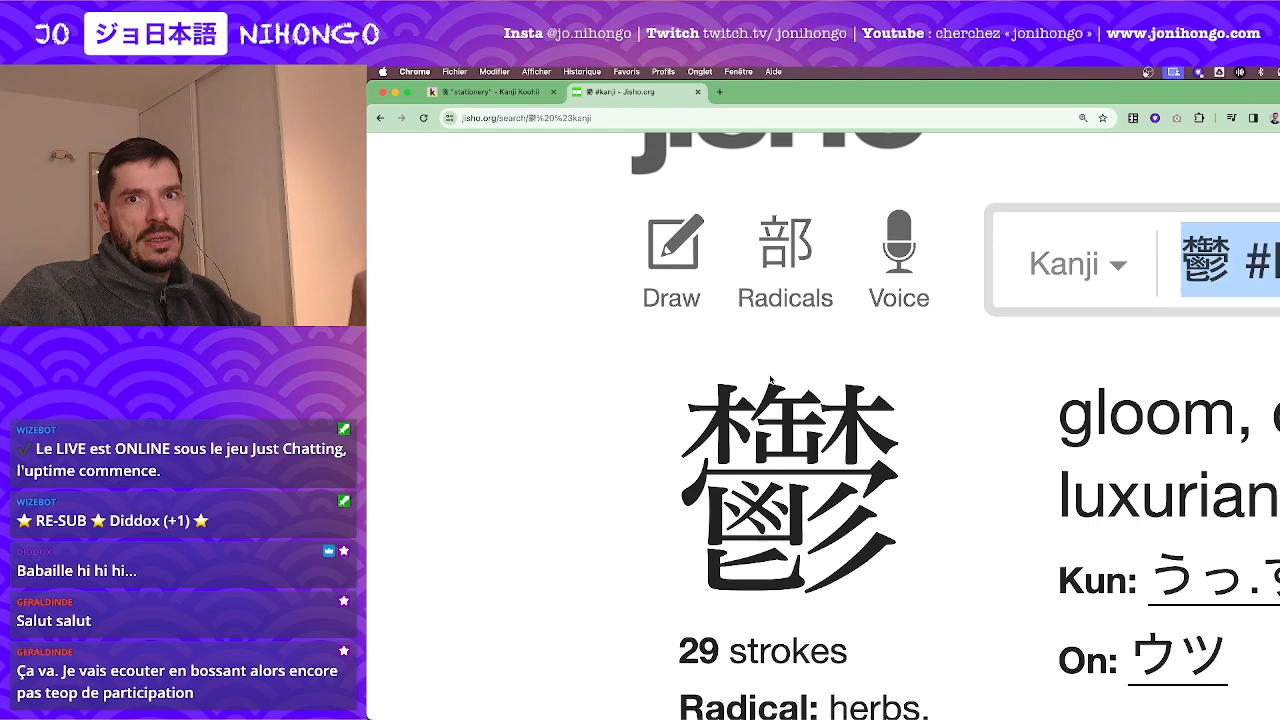 JO ジョ日本語 NIHONGO
Insta @jo.nihongo | Twitch twitch.tv/jonihongo | Youtube : cherchez «jonihongo » | www.jonihongo.com
Chrome Fichier Modifier Afficher Historique Favoris Profils Onglet Fenêtre Aide
"stationery" - Kanji Koohii
鬱 #kanji - Jisho.org
jisho.org/search/鬱%20%23kanji
jisho
Draw
部
Radicals
Voice
Kanji
鬱 #
鬱
gloom,
luxurian
Kun: うっ.す
On: ウツ
29 strokes
Radical: herbs,
WIZEBOT
Le LIVE est ONLINE sous le jeu Just Chatting,
l'uptime commence.
WIZEBOT
⭐ RE-SUB ⭐ Diddox (+1) ⭐
DIDDOX
Babaille hi hi hi...
GERALDINDE
Salut salut
GERALDINDE
Ça va. Je vais ecouter en bossant alors encore
pas teop de participation